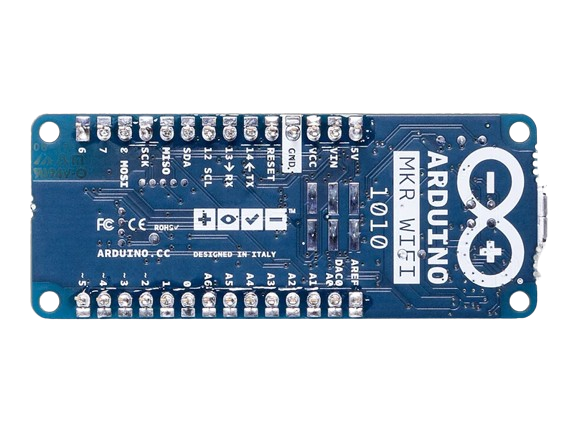 6
7
8 MOSI
9 SCK
10 MISO
11 SDA
12 SCL
13→RX
14←TX
RESET
GND
VCC
VIN
5V
ARDUINO
MKR WIFI
1010
FC CE ROHS✓
ARDUINO.CC
DESIGNED IN ITALY
~5
~4
~3
~2
1
0
A6
A5
A4
A3
A2
A1
DAC0
A0
AREF